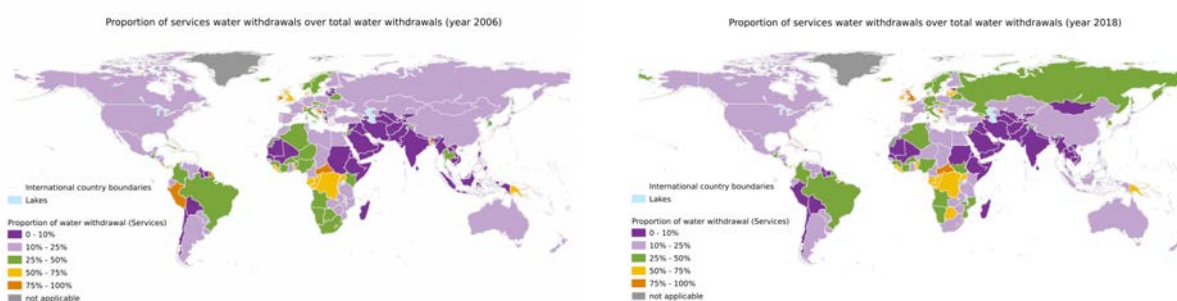 Proportion of services water withdrawals over total water withdrawals (year 2006)
International country boundaries
Lakes
Proportion of water withdrawal (Services)
0 - 10%
10% - 25%
25% - 50%
50% - 75%
75% - 100%
not applicable
Proportion of services water withdrawals over total water withdrawals (year 2018)
International country boundaries
Lakes
Proportion of water withdrawal (Services)
0 - 10%
10% - 25%
25% - 50%
50% - 75%
75% - 100%
not applicable